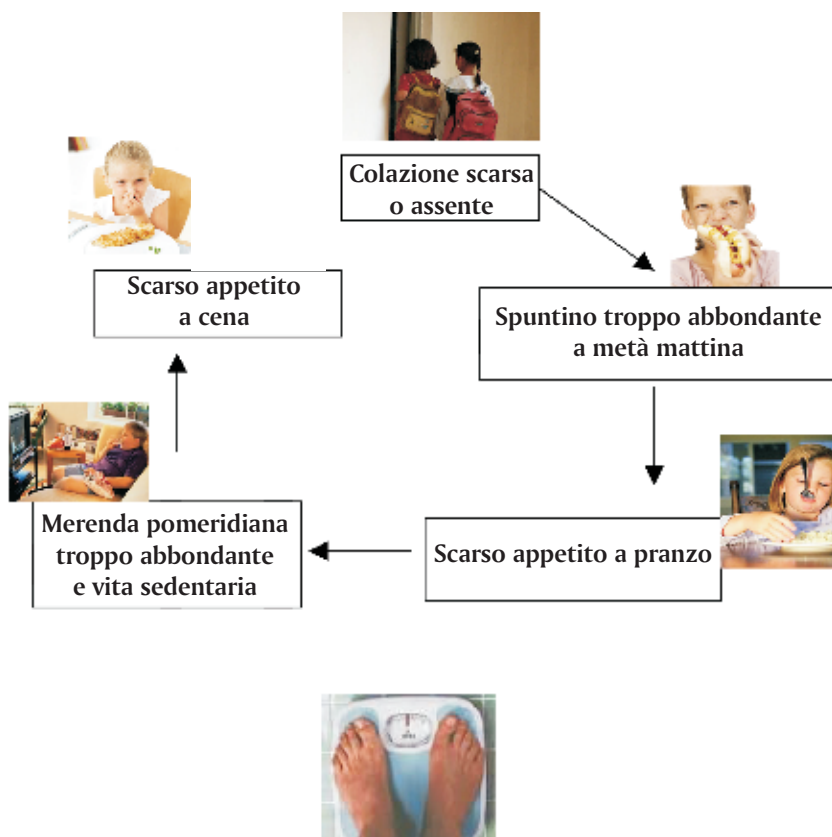 Colazione scarsa
o assente
Spuntino troppo abbondante
a metà mattina
Scarso appetito a pranzo
Merenda pomeridiana
troppo abbondante
e vita sedentaria
Scarso appetito
a cena